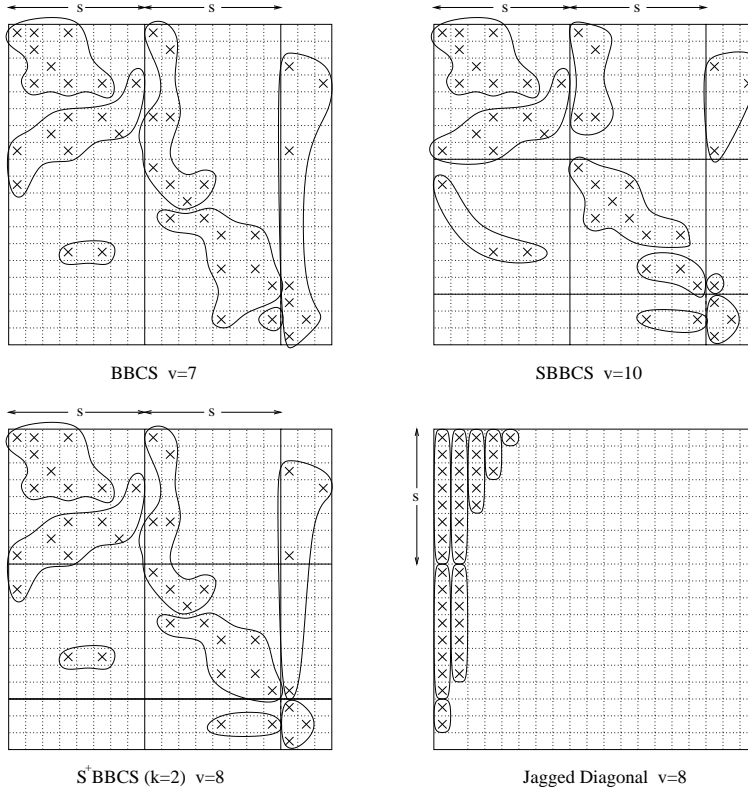 s s s s
BBCS v=7 SBBCS v=10
s s
s
S+BBCS (k=2) v=8 Jagged Diagonal v=8